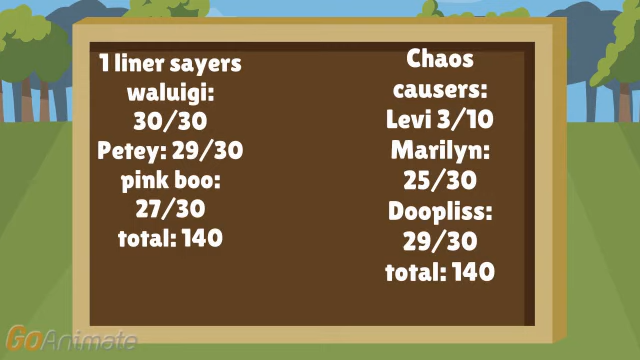 1 liner sayers
waluigi:
30/30
Petey: 29/30
pink boo:
27/30
total: 140
Chaos
causers:
Levi 3/10
Marilyn:
25/30
Doopliss:
29/30
total: 140
GoAnimate